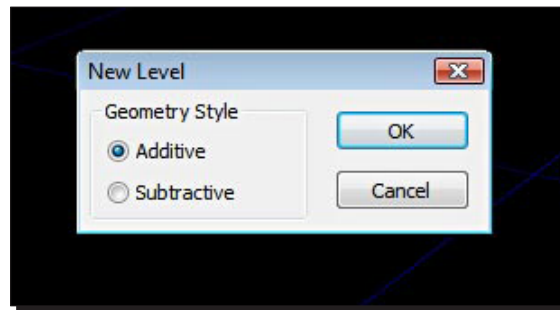 New Level
Geometry Style
Additive
Subtractive
OK
Cancel